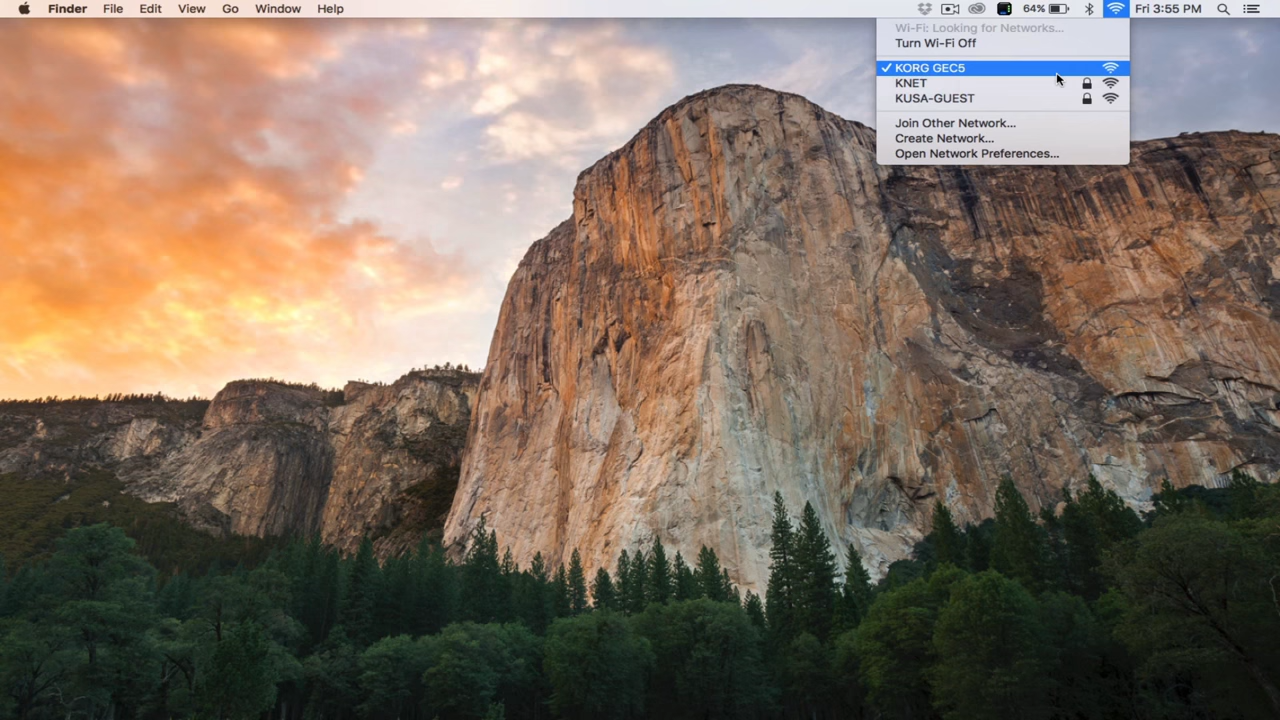 Finder File Edit View Go Window Help 64% Fri 3:55 PM
Wi-Fi: Looking for Networks...
Turn Wi-Fi Off
KORG GEC5
KNET
KUSA-GUEST
Join Other Network...
Create Network...
Open Network Preferences...